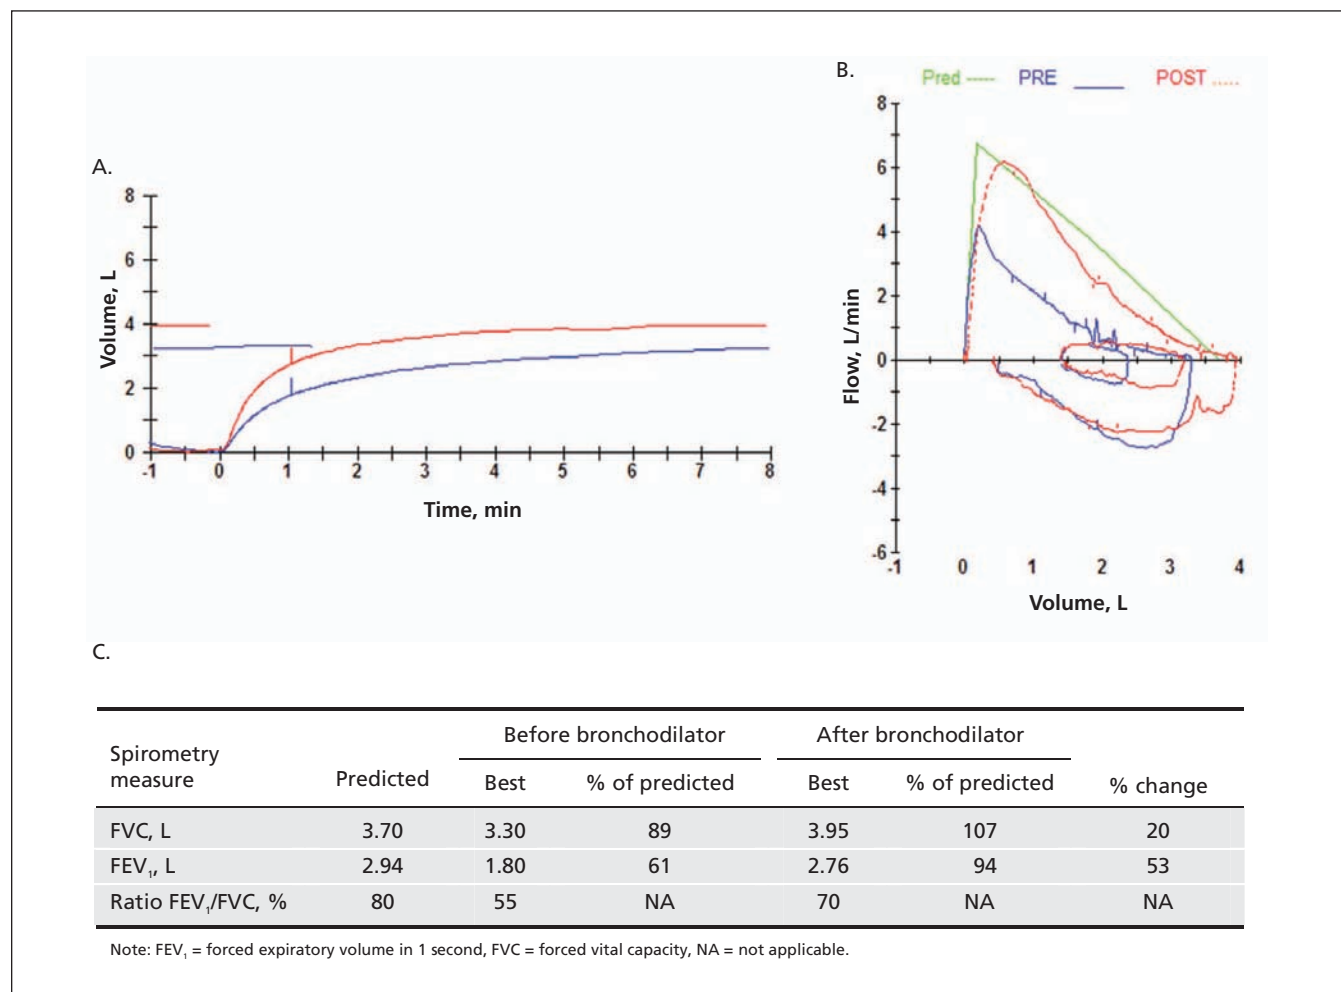 A.
8
6
4
2
0
-1 0 1 2 3 4 5 6 7 8
Volume, L
Time, min
B.
Pred ---- PRE ____ POST .....
8
6
4
2
0
-2
-4
-6
-1 0 1 2 3 4
Flow, L/min
Volume, L
C.
Spirometry measure Predicted Before bronchodilator After bronchodilator % change
Best % of predicted Best % of predicted
FVC, L 3.70 3.30 89 3.95 107 20
FEV₁, L 2.94 1.80 61 2.76 94 53
Ratio FEV₁/FVC, % 80 55 NA 70 NA NA
Note: FEV₁ = forced expiratory volume in 1 second, FVC = forced vital capacity, NA = not applicable.